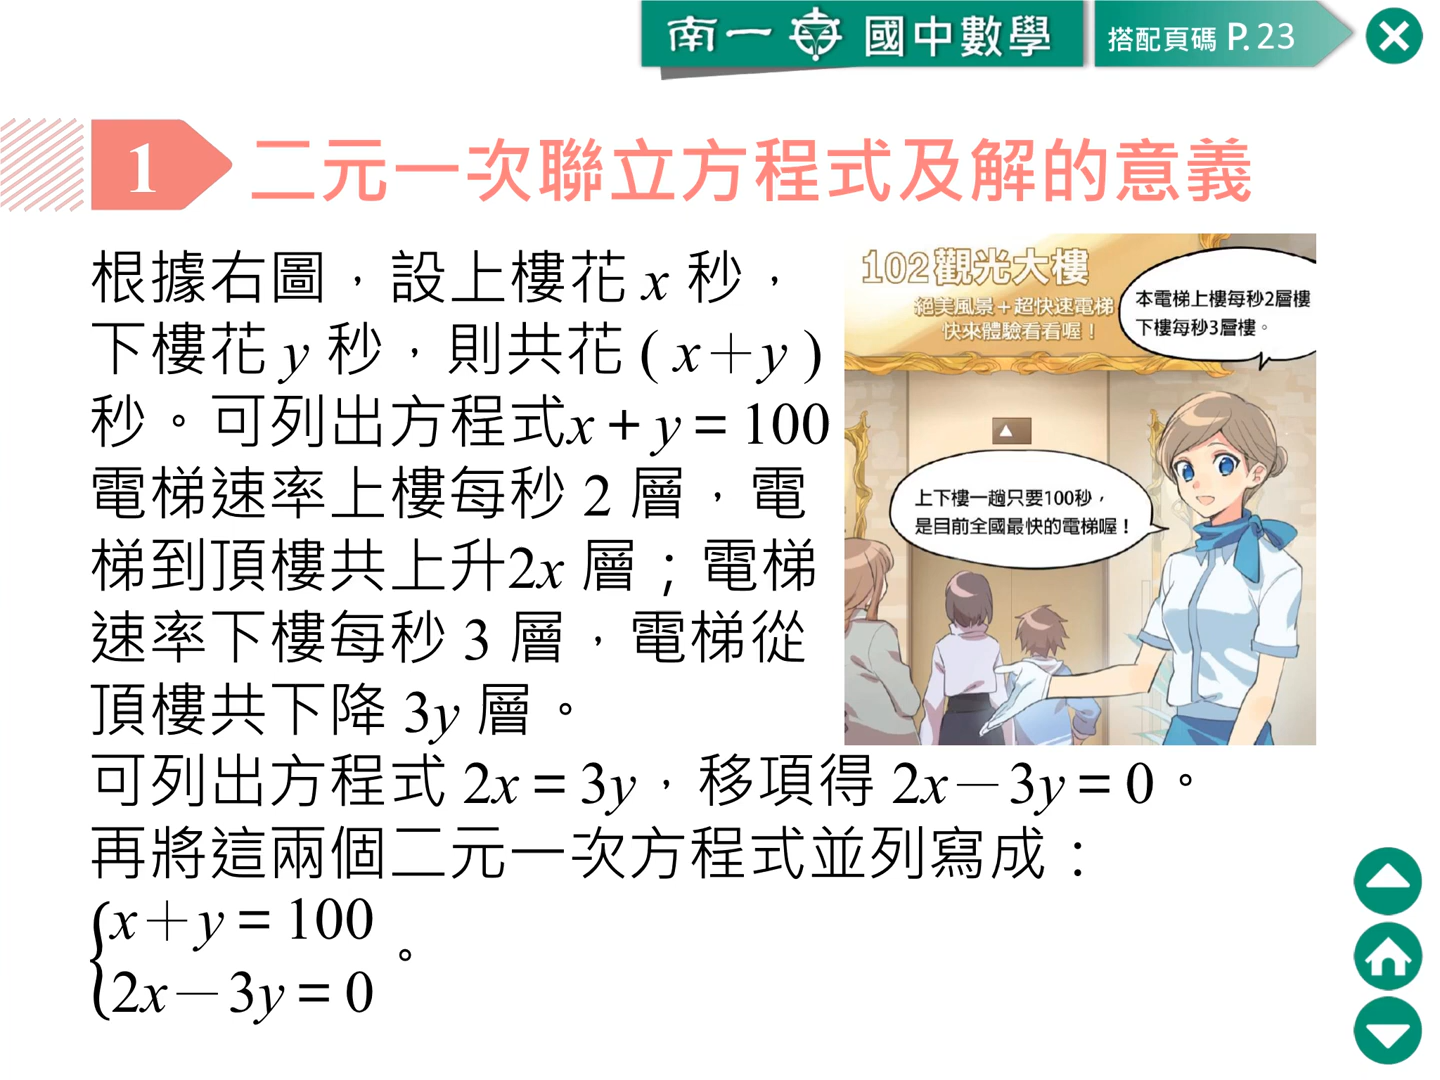 南一 國中數學
搭配頁碼 P. 23
1 二元一次聯立方程式及解的意義
根據右圖，設上樓花 x 秒，
下樓花 y 秒，則共花 ( x＋y )
秒。可列出方程式x＋y＝100
電梯速率上樓每秒 2 層，電
梯到頂樓共上升2x 層；電梯
速率下樓每秒 3 層，電梯從
頂樓共下降 3y 層。
可列出方程式 2x＝3y，移項得 2x－3y＝0。
再將這兩個二元一次方程式並列寫成：
{x＋y＝100
2x－3y＝0。
102觀光大樓
絕美風景＋超快速電梯
快來體驗看看喔！
本電梯上樓每秒2層樓
下樓每秒3層樓。
上下樓一趟只要100秒，
是目前全國最快的電梯喔！